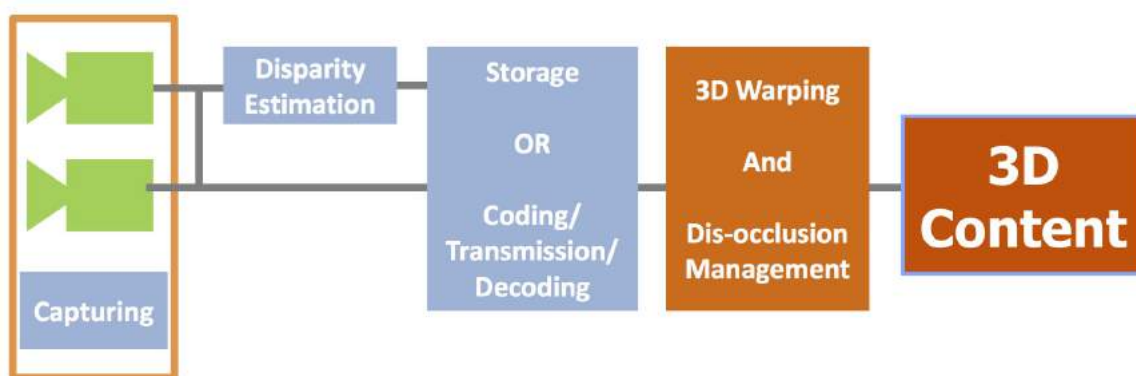 Capturing
Disparity
Estimation
Storage
OR
Coding/
Transmission/
Decoding
3D Warping
And
Dis-occlusion
Management
3D
Content